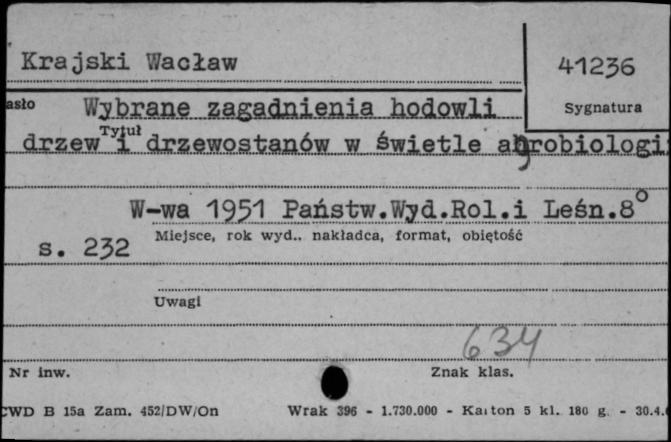 Krajski Wacław
41236
asło Wybrane zagadnienia hodowli
Sygnatura
Tytuł
drzew i drzewostanów w świetle agrobiologi
W-wa 1951 Państw.Wyd.Rol.i Leśn.8°
Miejsce, rok wyd.. nakładca, format, obiętość
s. 232
Uwagi
634
Nr inw.
Znak klas.
CWD B 15a Zam. 452/DW/On Wrak 396 - 1.730.000 - Karton 5 kl. 180 g. - 30.4.